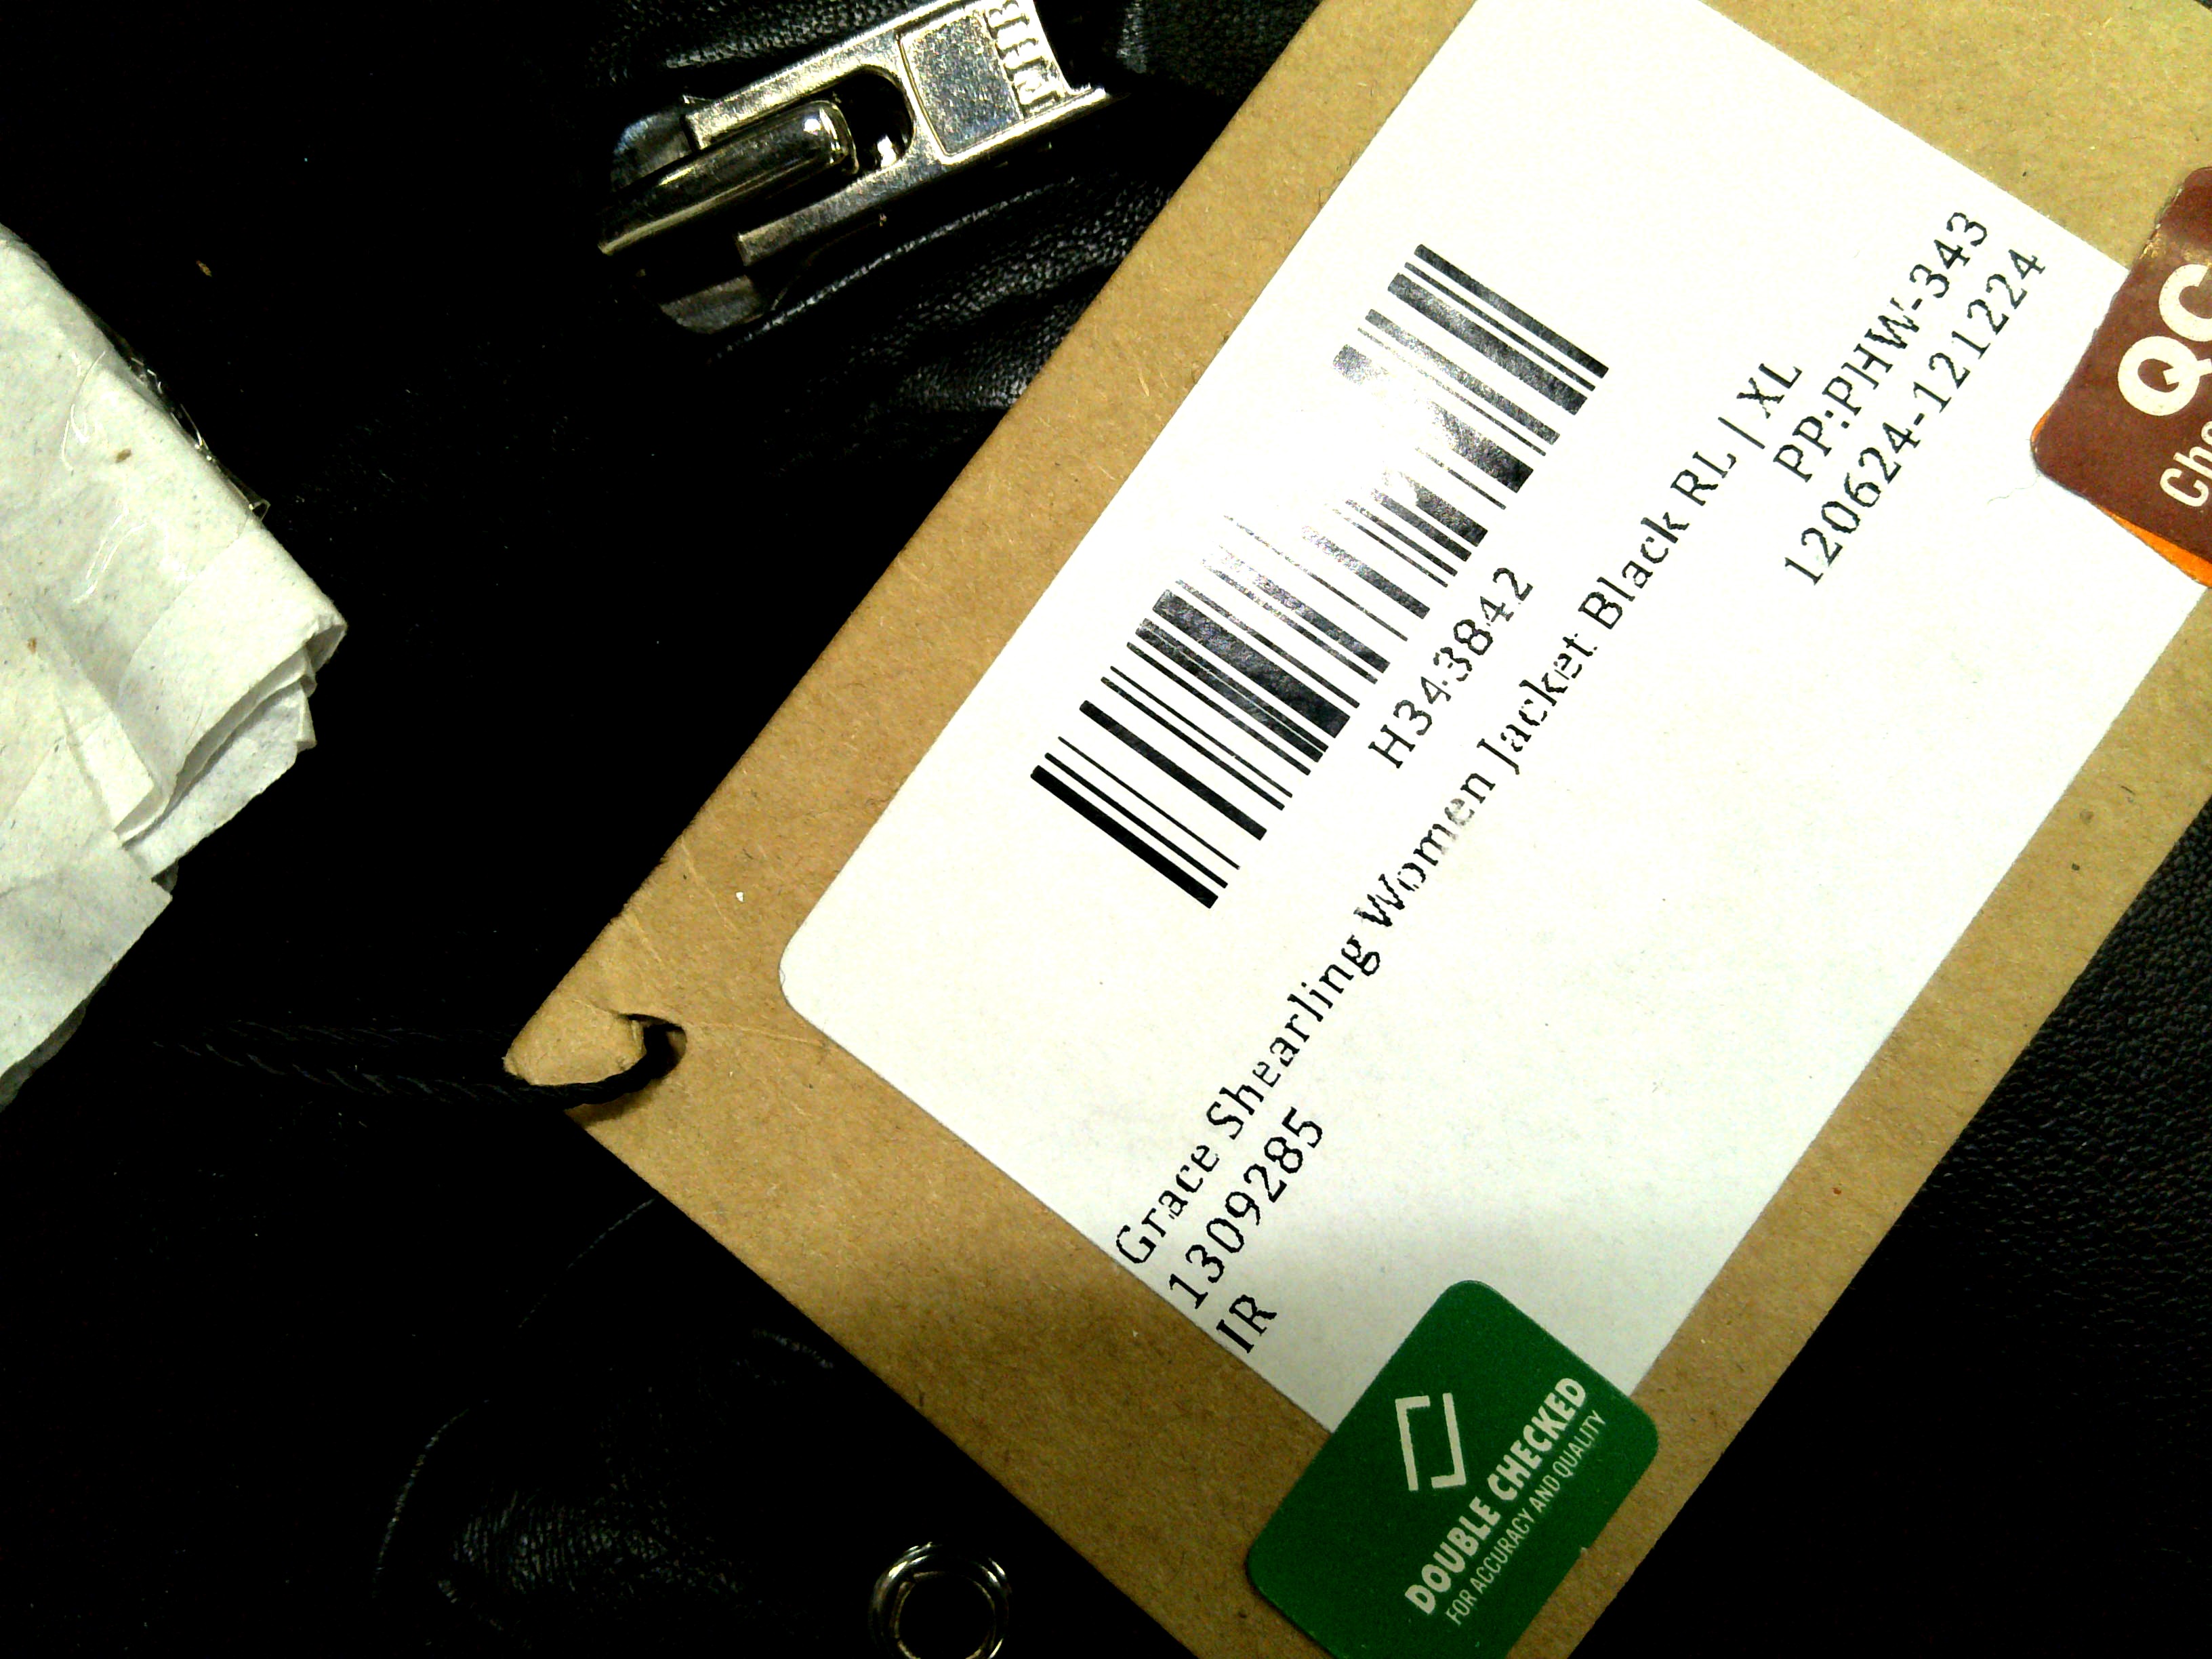 H343842
Grace Shearling Women Jacket Black RL | XL
1309285
PP:PHW-343
IR
120624-121224
QC
DOUBLE CHECKED
FOR ACCURACY AND QUALITY